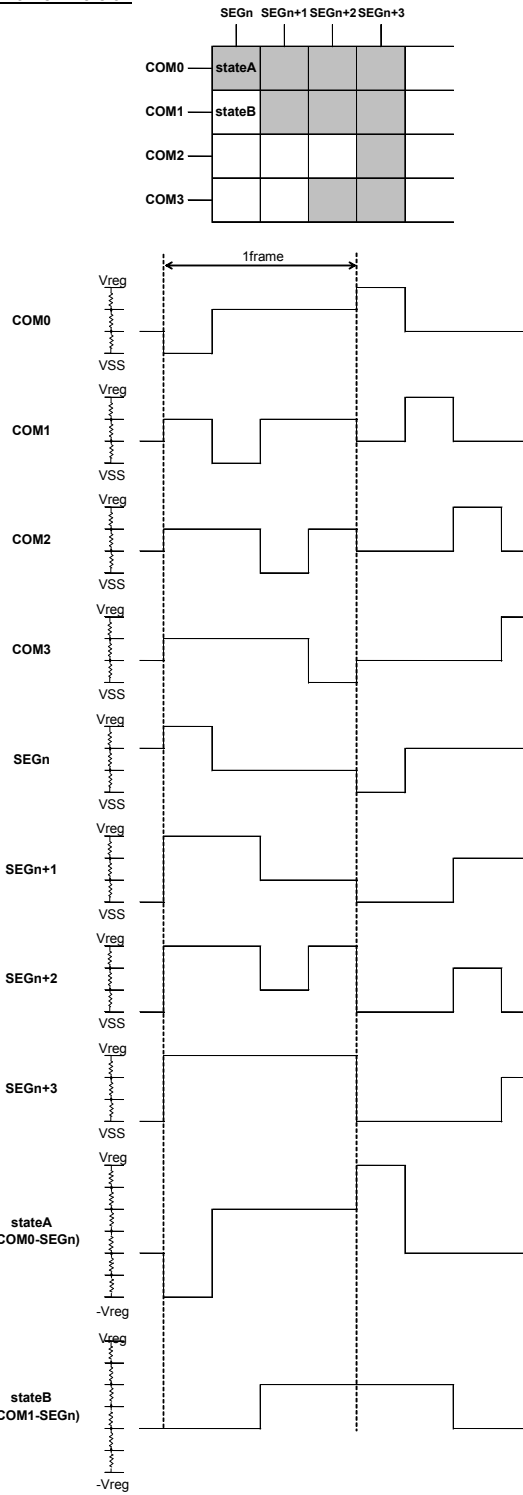 SEGn SEGn+1 SEGn+2 SEGn+3
COM0 stateA
COM1 stateB
COM2
COM3
1frame
Vreg
COM0
VSS
Vreg
COM1
VSS
Vreg
COM2
VSS
Vreg
COM3
VSS
Vreg
SEGn
VSS
Vreg
SEGn+1
VSS
Vreg
SEGn+2
VSS
Vreg
SEGn+3
VSS
Vreg
stateA
COM0-SEGn)
-Vreg
Vreg
stateB
COM1-SEGn)
-Vreg